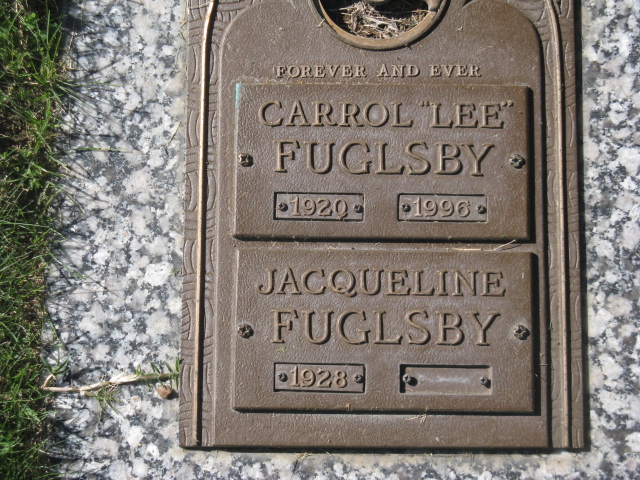 FOREVER AND EVER
CARROL "LEE"
FUGLSBY
1920 1996
JACQUELINE
FUGLSBY
1928